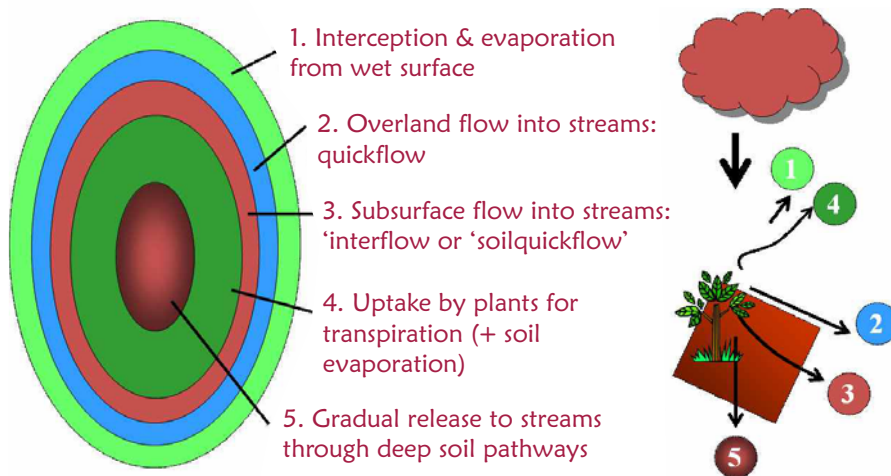 1. Interception & evaporation
from wet surface
2. Overland flow into streams:
quickflow
3. Subsurface flow into streams:
‘interflow or ‘soilquickflow’
4. Uptake by plants for
transpiration (+ soil
evaporation)
5. Gradual release to streams
through deep soil pathways
1
4
2
3
5